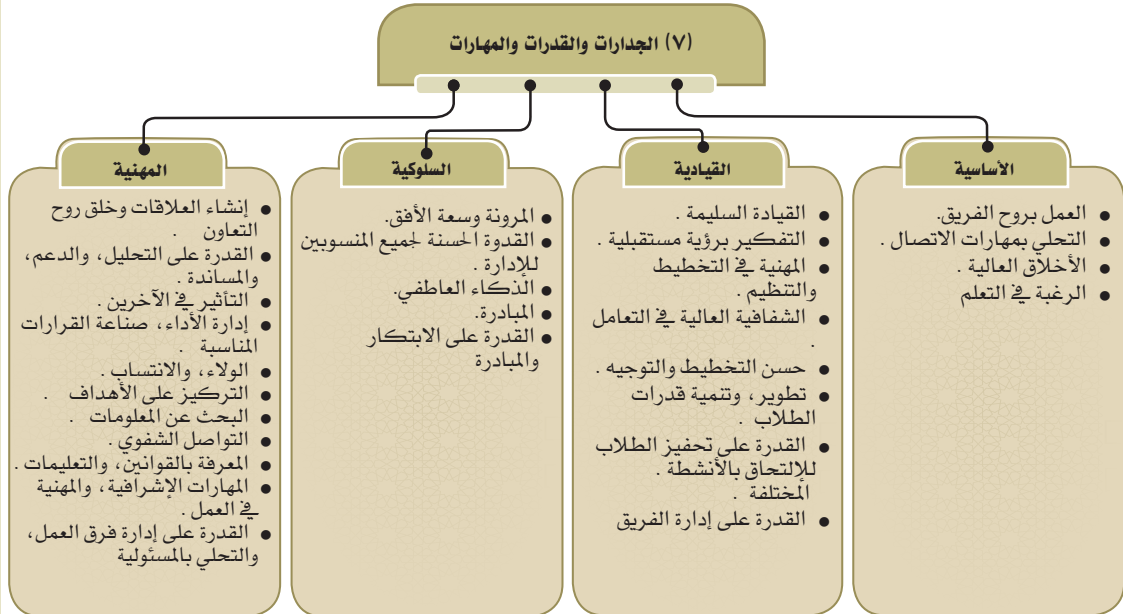 (٧) الجدارات والقدرات والمهارات
الأساسية
● العمل بروح الفريق.
● التحلي بمهارات الاتصال .
● الأخلاق العالية .
● الرغبة في التعلم
القيادية
● القيادة السليمة .
● التفكير برؤية مستقبلية .
● المهنية في التخطيط
والتنظيم .
● الشفافية العالية في التعامل
.
● حسن التخطيط والتوجيه .
● تطوير، وتنمية قدرات
الطلاب .
● القدرة على تحفيز الطلاب
للإلتحاق بالأنشطة .
المختلفة .
● القدرة على إدارة الفريق
السلوكية
● المرونة وسعة الأفق.
● القدوة الحسنة لجميع المنسوبين
للإدارة .
● الذكاء العاطفي.
● المبادرة.
● القدرة على الابتكار
والمبادرة
المهنية
● إنشاء العلاقات وخلق روح
التعاون .
● القدرة على التحليل، والدعم،
والمساندة .
● التأثير في الآخرين .
● إدارة الأداء، صناعة القرارات
المناسبة .
● الولاء، والانتساب .
● التركيز على الأهداف .
● البحث عن المعلومات .
● التواصل الشفوي .
● المعرفة بالقوانين، والتعليمات .
● المهارات الإشرافية، والمهنية
في العمل .
● القدرة على إدارة فرق العمل،
والتحلي بالمسئولية